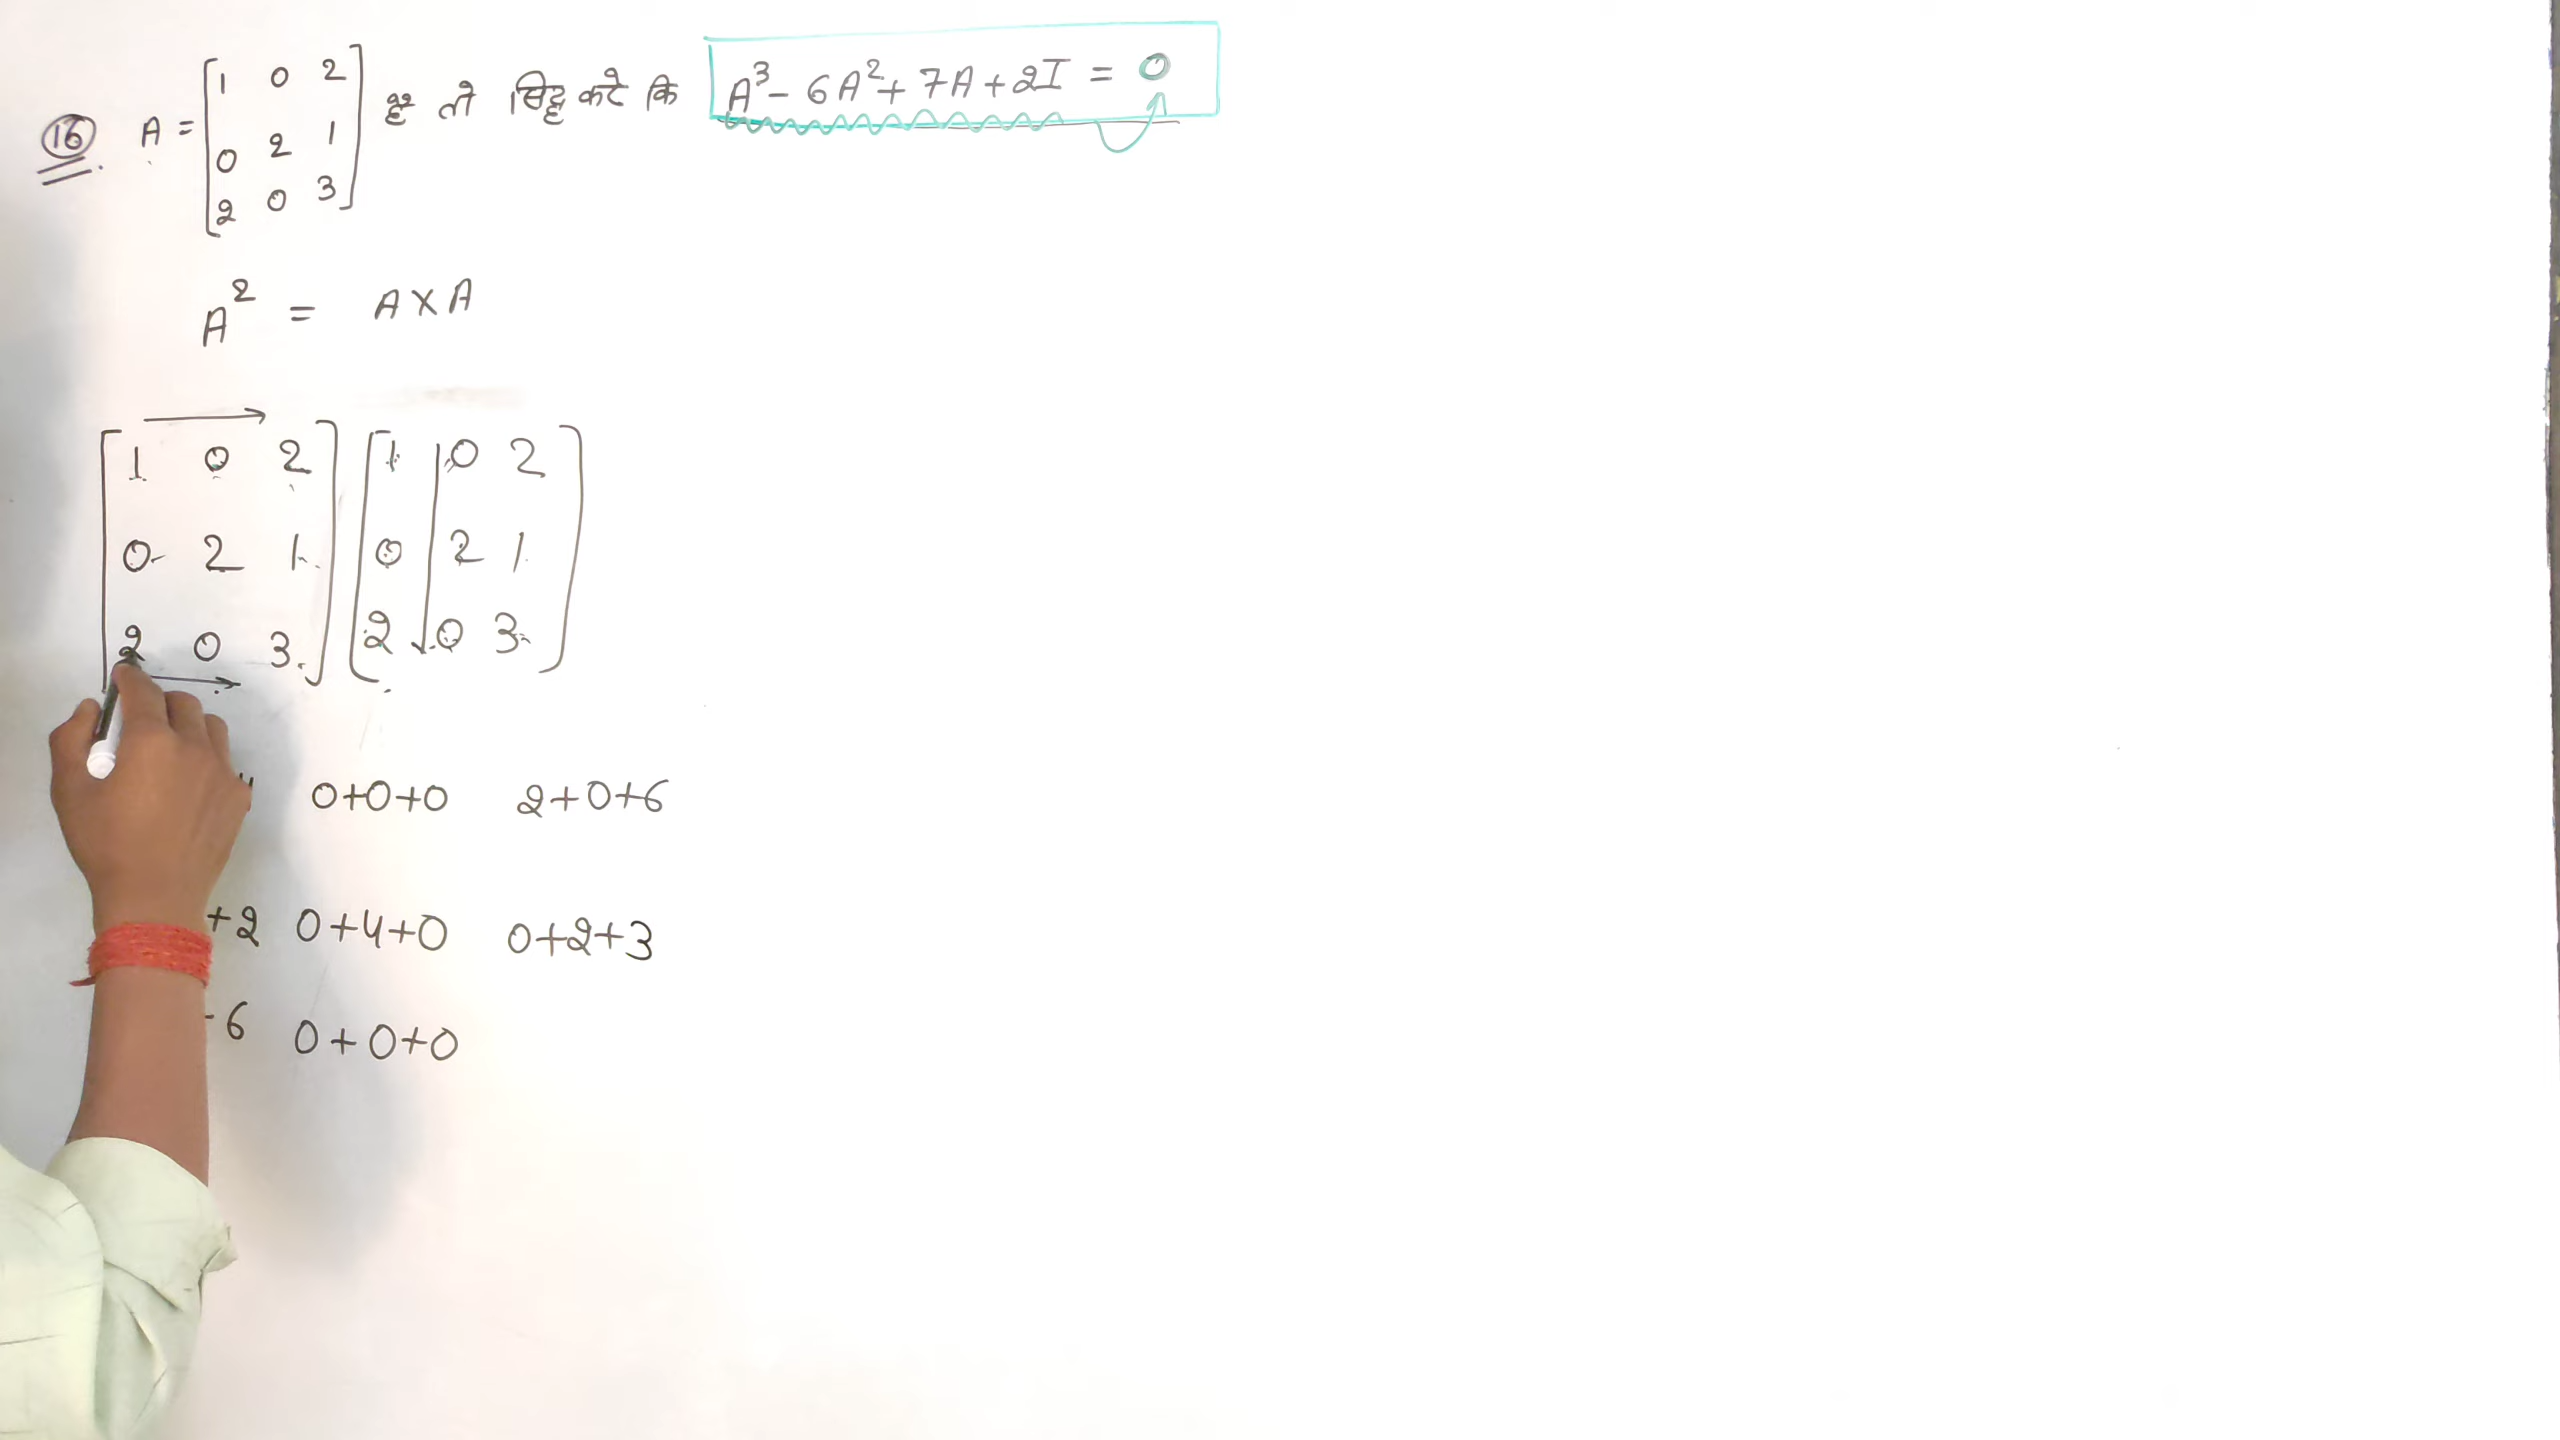 16. A = [1 0 2 है तो सिद्ध करे कि A³ - 6A² + 7A + 2I = 0
0 2 1
2 0 3]
A² = A × A
[1 0 2] [1 0 2]
0 2 1 0 2 1
2 0 3 2 0 3
0+0+0 2+0+6
+2 0+4+0 0+2+3
6 0+0+0